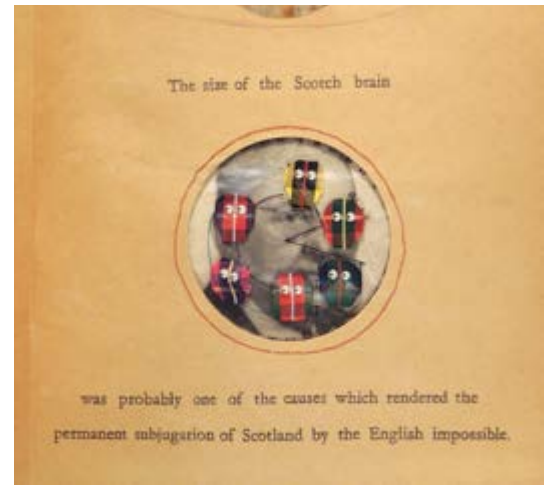 The size of the Scotch brain
was probably one of the causes which rendered the
permanent subjugation of Scotland by the English impossible.